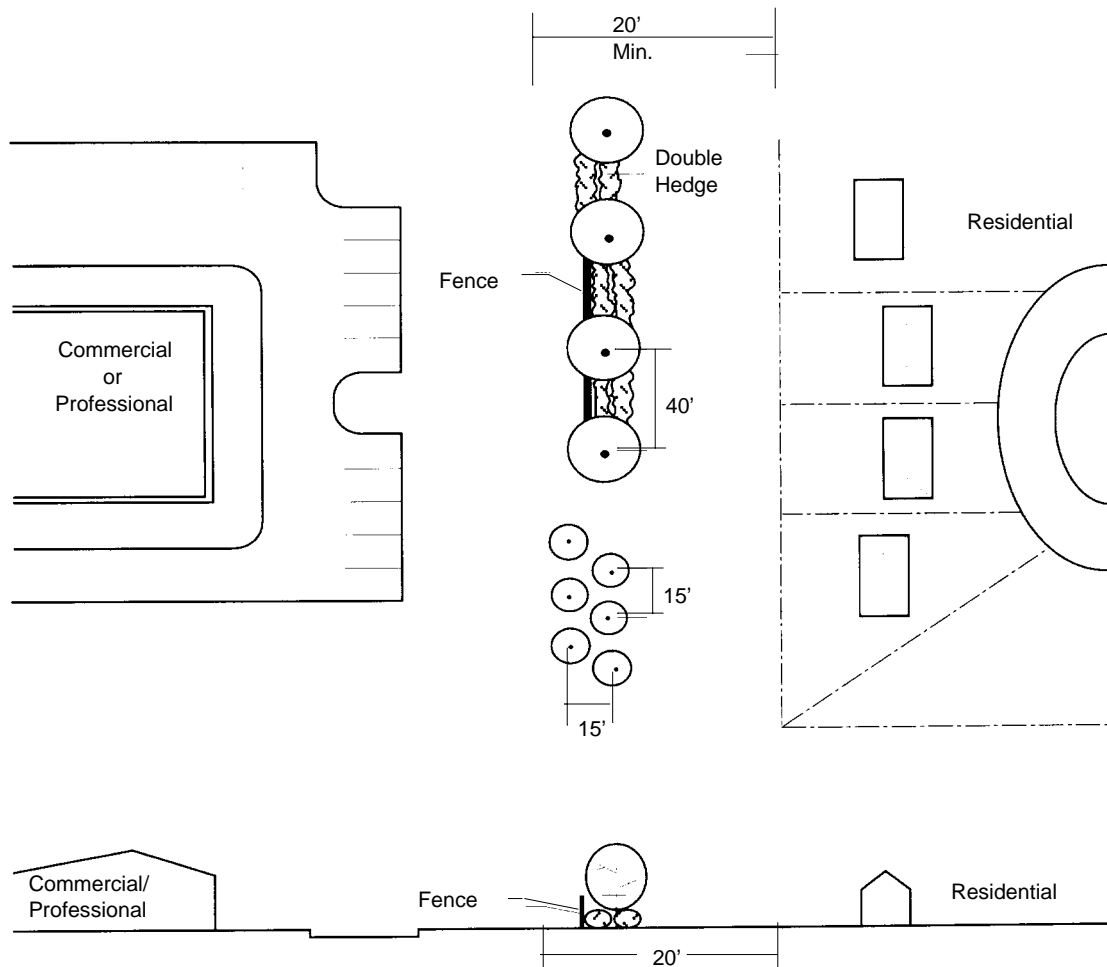 20’
Min.
Double
Hedge
Residential
Fence
Commercial
or
Professional
40’
15’
15’
Commercial/
Professional
Fence
Residential
20’